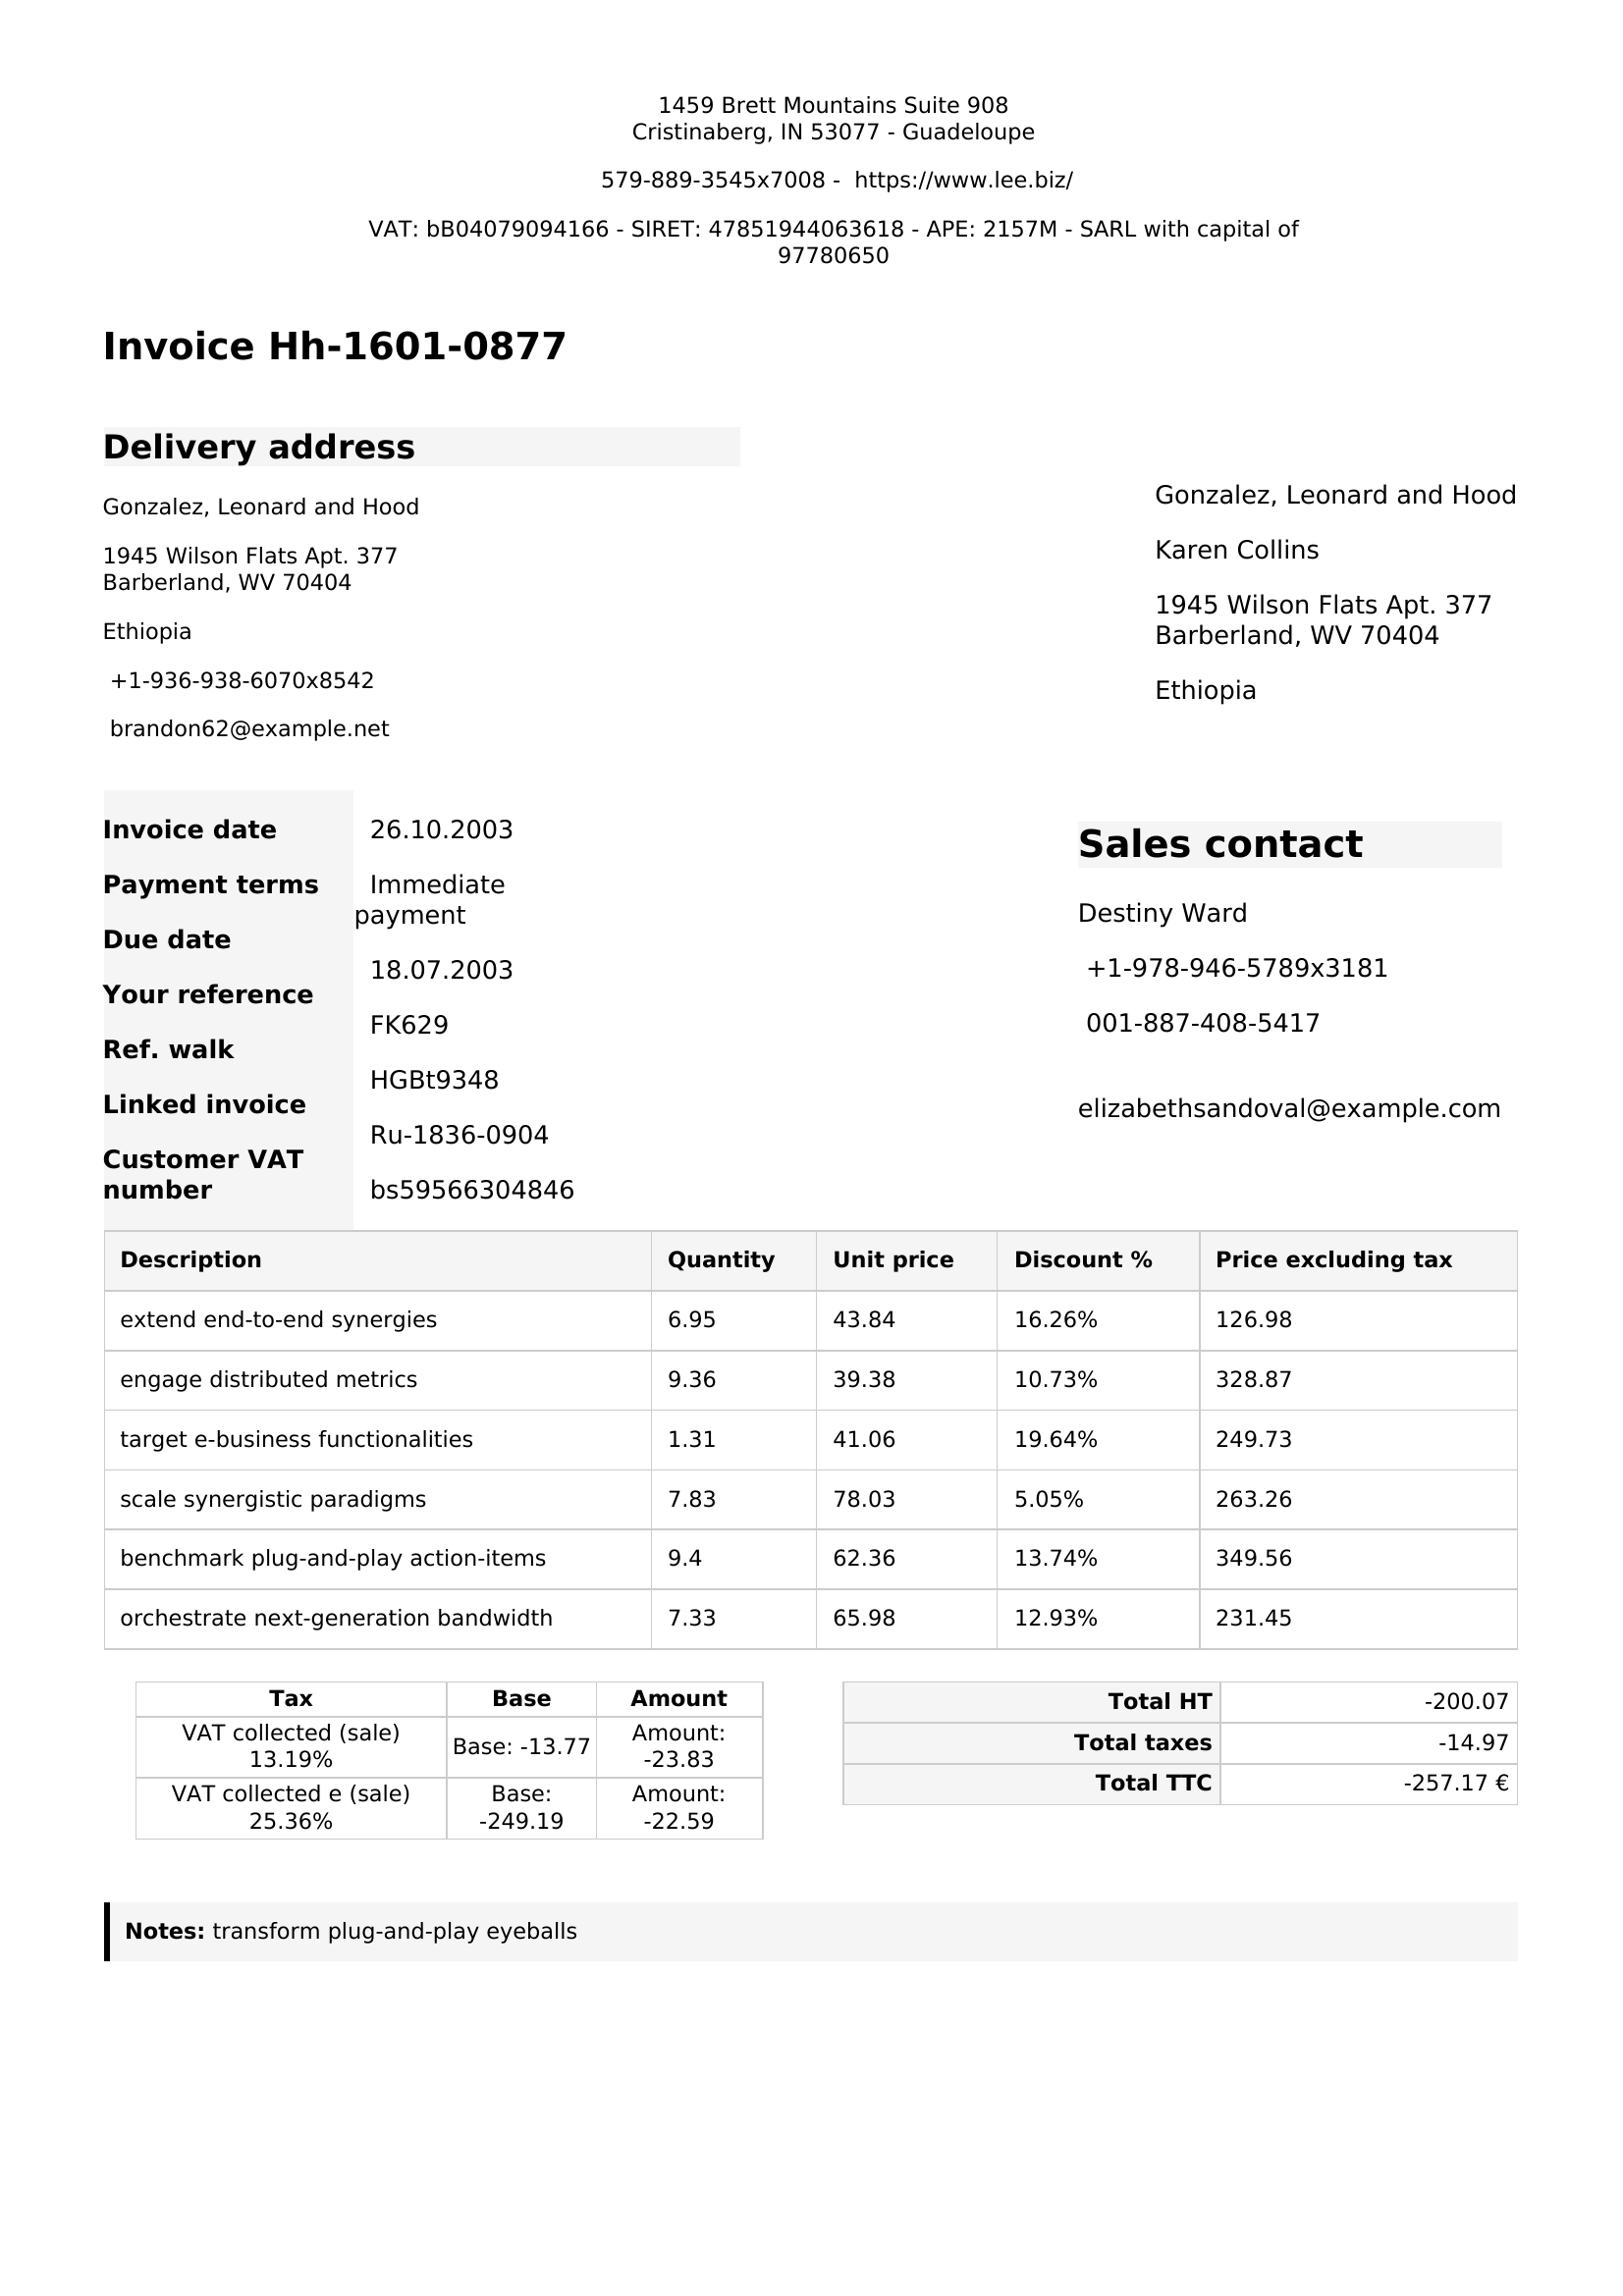 1459 Brett Mountains Suite 908
Cristinaberg, IN 53077 - Guadeloupe
579-889-3545x7008 - https://www.lee.biz/
VAT: bB04079094166 - SIRET: 47851944063618 - APE: 2157M - SARL with capital of
97780650
Invoice Hh-1601-0877
Delivery address
Gonzalez, Leonard and Hood
1945 Wilson Flats Apt. 377
Barberland, WV 70404
Ethiopia
+1-936-938-6070x8542
brandon62@example.net
Gonzalez, Leonard and Hood
Karen Collins
1945 Wilson Flats Apt. 377
Barberland, WV 70404
Ethiopia
Invoice date 26.10.2003
Payment terms Immediate
payment
Due date 18.07.2003
Your reference FK629
Ref. walk HGBt9348
Linked invoice Ru-1836-0904
Customer VAT
number bs59566304846
Sales contact
Destiny Ward
+1-978-946-5789x3181
001-887-408-5417
elizabethsandoval@example.com
Description Quantity Unit price Discount % Price excluding tax
extend end-to-end synergies 6.95 43.84 16.26% 126.98
engage distributed metrics 9.36 39.38 10.73% 328.87
target e-business functionalities 1.31 41.06 19.64% 249.73
scale synergistic paradigms 7.83 78.03 5.05% 263.26
benchmark plug-and-play action-items 9.4 62.36 13.74% 349.56
orchestrate next-generation bandwidth 7.33 65.98 12.93% 231.45
Tax Base Amount
VAT collected (sale)
13.19% Base: -13.77 Amount:
-23.83
VAT collected e (sale)
25.36% Base:
-249.19 Amount:
-22.59
Total HT -200.07
Total taxes -14.97
Total TTC -257.17 €
Notes: transform plug-and-play eyeballs